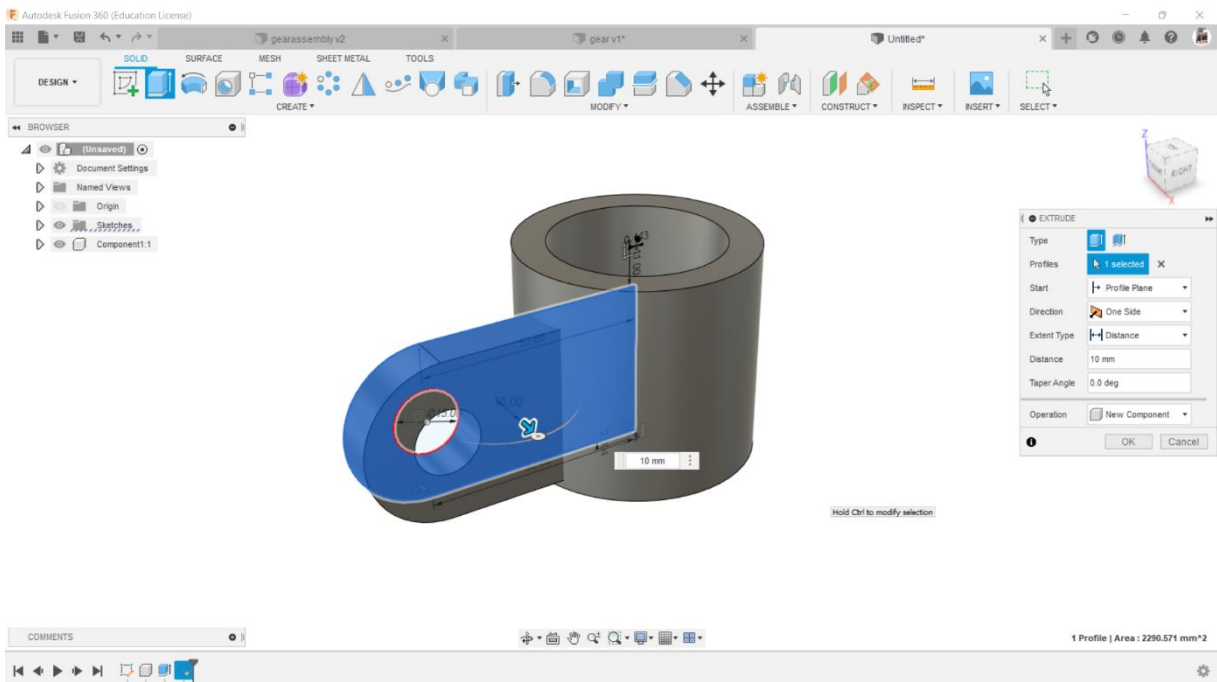 Autodesk Fusion 360 (Education License)
gearassembly v2
gear v1*
Untitled*
DESIGN
SOLID SURFACE MESH SHEET METAL TOOLS
CREATE MODIFY ASSEMBLE CONSTRUCT INSPECT INSERT SELECT
BROWSER
(Unsaved)
Document Settings
Named Views
Origin
Sketches
Component1:1
Z
RIGHT
X
EXTRUDE
Type
Profiles 1 selected
Start Profile Plane
Direction One Side
Extent Type Distance
Distance 10 mm
Taper Angle 0.0 deg
Operation New Component
OK Cancel
10.00
10 mm
Hold Ctrl to modify selection
COMMENTS
1 Profile | Area : 2290.571 mm^2